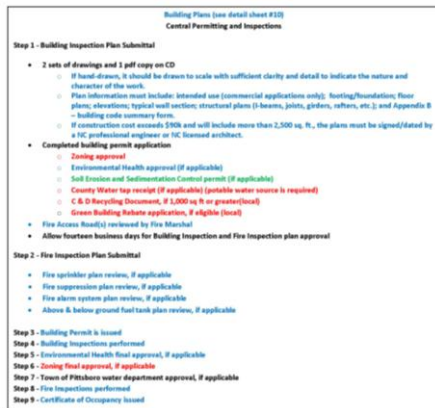 Building Plans (see detail sheet #10)
Central Permitting and Inspections
Step 1 - Building Inspection Plan Submittal
• 2 sets of drawings and 1 pdf copy on CD
○ If hand-drawn, it should be drawn to scale with sufficient clarity and detail to indicate the nature and
character of the work.
○ Plan information must include: intended use (commercial applications only); footing/foundation; floor
plans; elevations; typical wall section; structural plans (I-beams, joists, girders, rafters, etc.); and Appendix B
– building code summary form.
○ If construction cost exceeds $90k and will include more than 2,500 sq. ft., the plans must be signed/dated by
a NC professional engineer or NC licensed architect.
• Completed building permit application
○ Zoning approval
○ Environmental Health approval (if applicable)
○ Soil Erosion and Sedimentation Control permit (if applicable)
○ County Water tap receipt (if applicable) (potable water source is required)
○ C & D Recycling Document, if 1,000 sq ft or greater(local)
○ Green Building Rebate application, if eligible (local)
• Fire Access Road(s) reviewed by Fire Marshal
• Allow fourteen business days for Building Inspection and Fire Inspection plan approval
Step 2 - Fire Inspection Plan Submittal
• Fire sprinkler plan review, if applicable
• Fire suppression plan review, if applicable
• Fire alarm system plan review, if applicable
• Above & below ground fuel tank plan review, if applicable
Step 3 - Building Permit is issued
Step 4 - Building Inspections performed
Step 5 - Environmental Health final approval, if applicable
Step 6 - Zoning final approval, if applicable
Step 7 - Town of Pittsboro water department approval, if applicable
Step 8 - Fire Inspections performed
Step 9 - Certificate of Occupancy issued